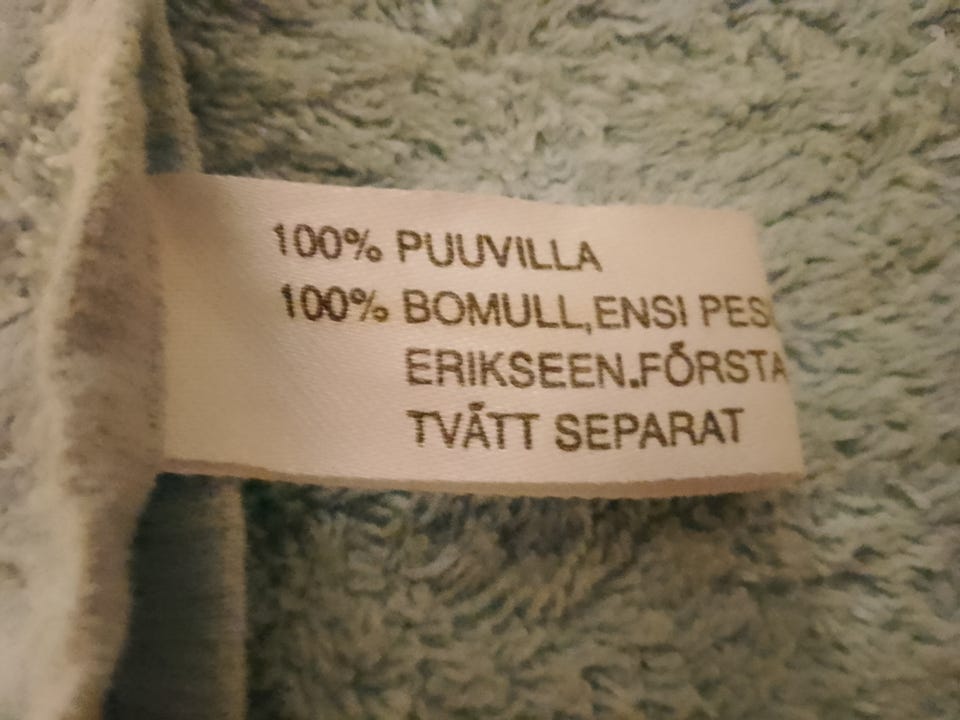 100% PUUVILLA
100% BOMULL,ENSI PES
ERIKSEEN.FÖRSTA
TVÄTT SEPARAT